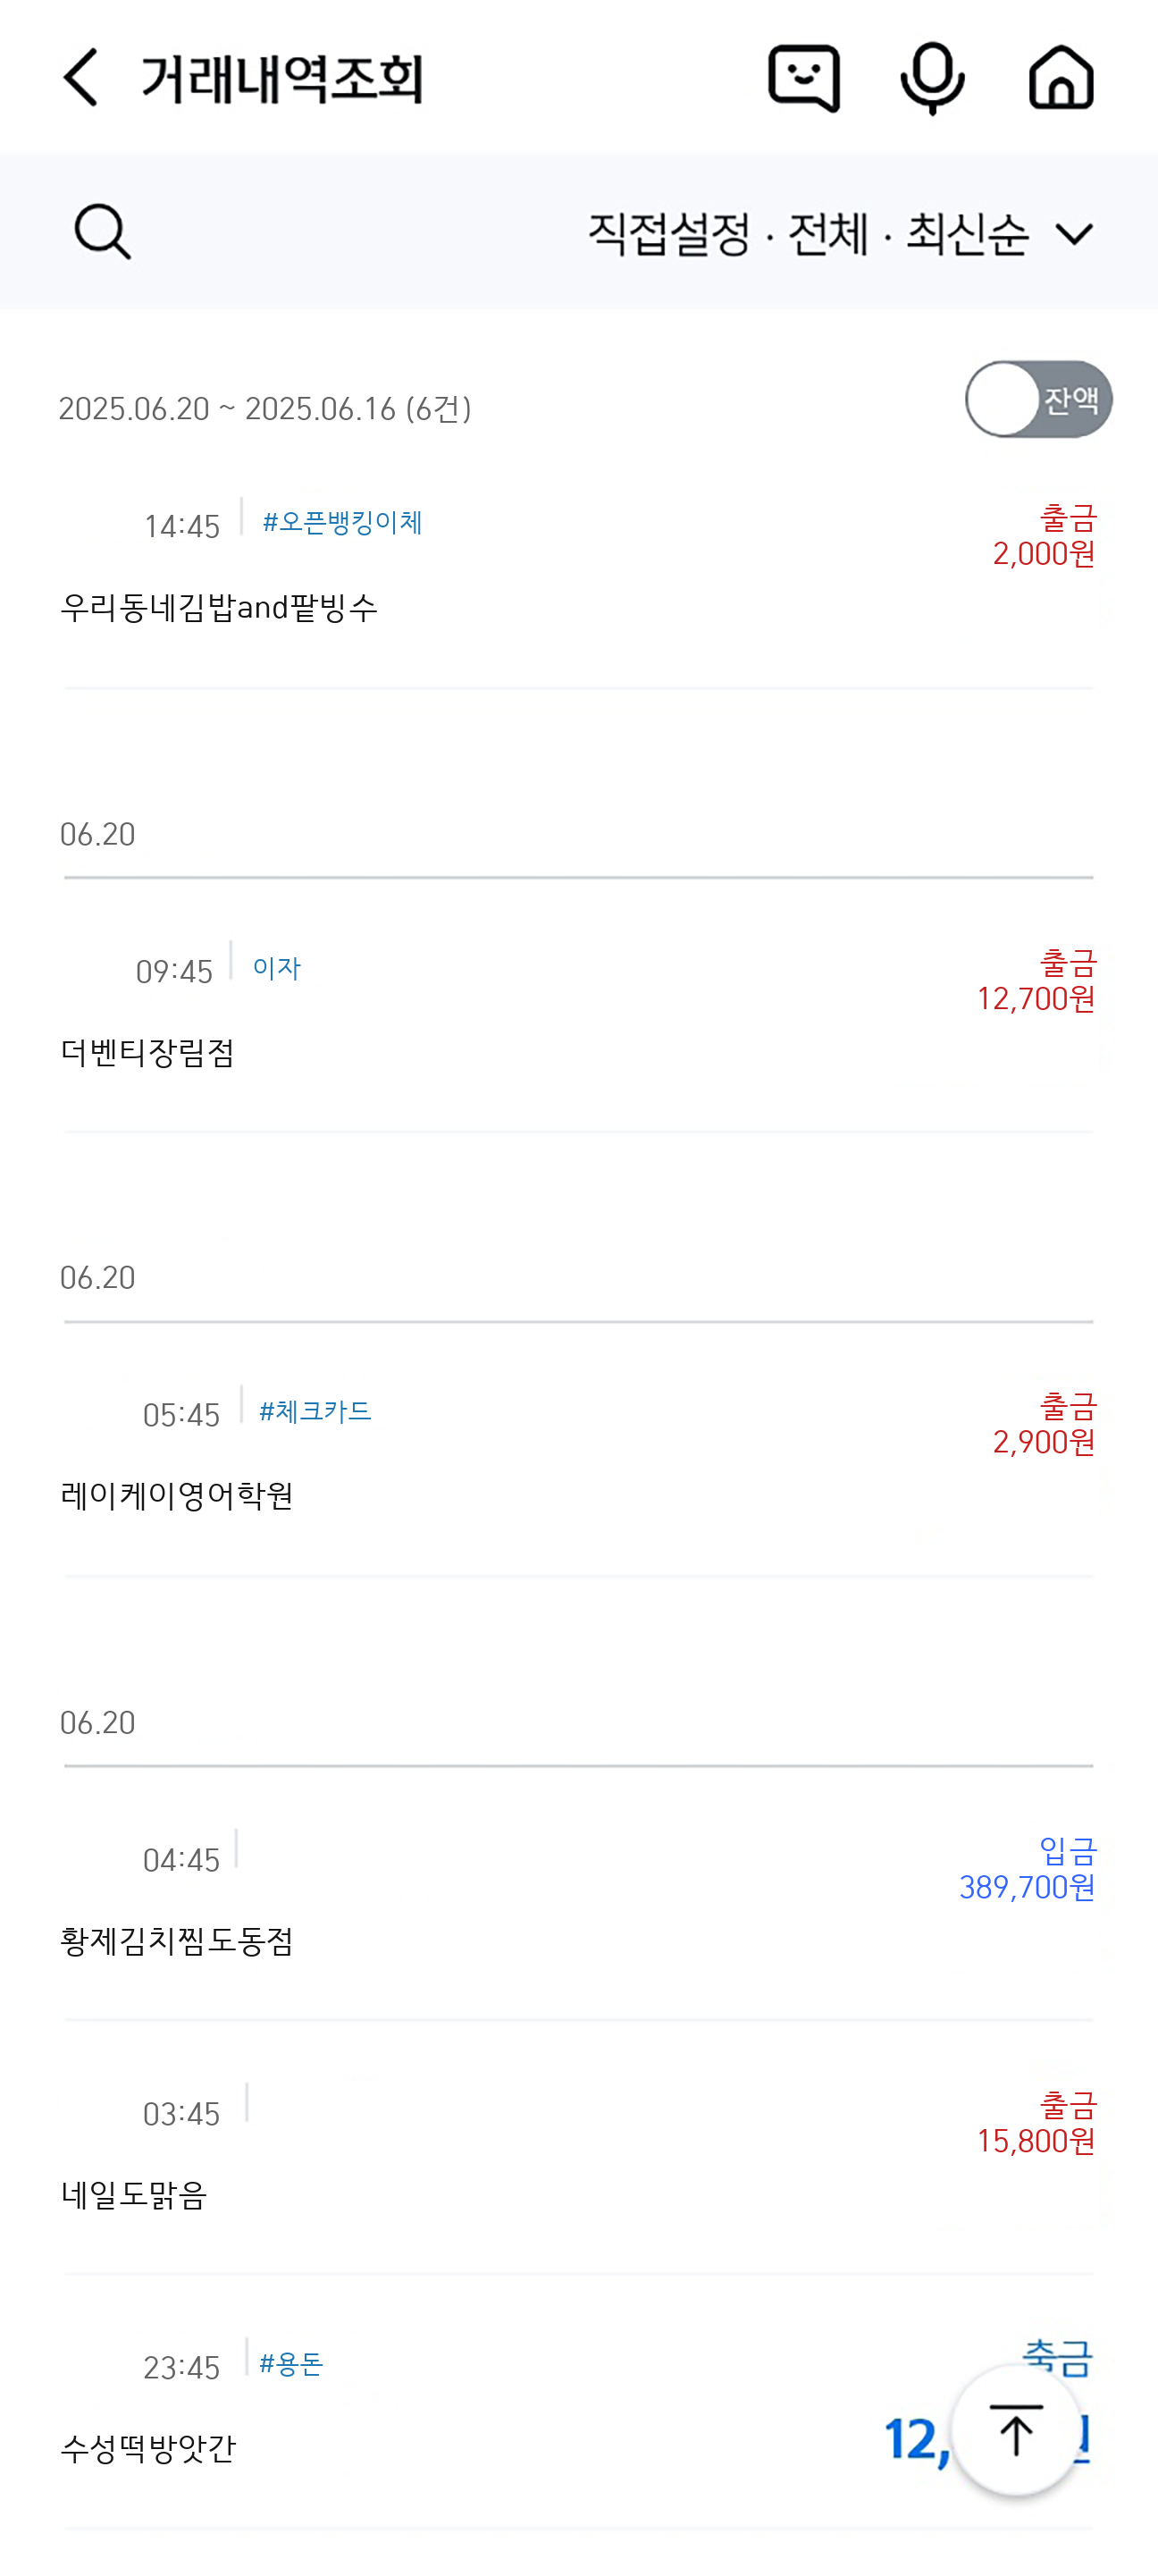 거래내역조회
직접설정 · 전체 · 최신순
2025.06.20 ~ 2025.06.16 (6건)
잔액
14:45 #오픈뱅킹이체
출금
2,000원
우리동네김밥and팥빙수
06.20
09:45 이자
출금
12,700원
더벤티장림점
06.20
05:45 #체크카드
출금
2,900원
레이케이영어학원
06.20
04:45
입금
389,700원
황제김치찜도동점
03:45
출금
15,800원
네일도맑음
23:45 #용돈
12,
수성떡방앗간